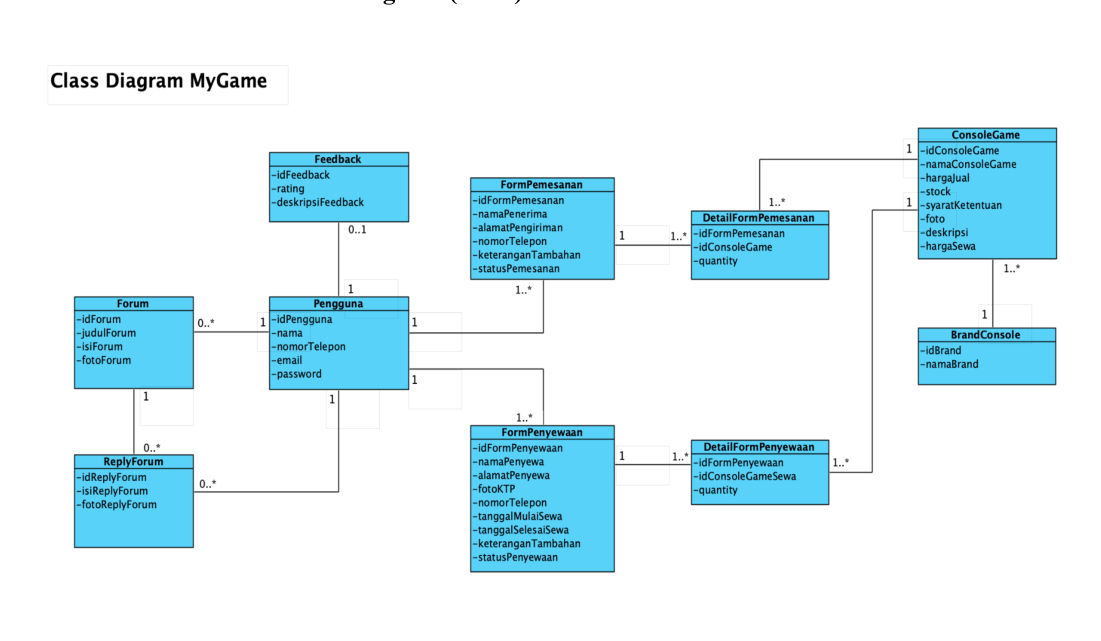 Class Diagram MyGame
Feedback
-idFeedback
-rating
-deskripsiFeedback
0..1
1
Forum
-idForum
-judulForum
-isiForum
-fotoForum
0..*
1
Pengguna
-idPengguna
-nama
-nomorTelepon
-email
-password
1
0..*
ReplyForum
-idReplyForum
-isiReplyForum
-fotoReplyForum
0..*
1
1
1
FormPemesanan
-idFormPemesanan
-namaPenerima
-alamatPengiriman
-nomorTelepon
-keteranganTambahan
-statusPemesanan
1..*
1
1..*
DetailFormPemesanan
-idFormPemesanan
-idConsoleGame
-quantity
1..*
1
ConsoleGame
-idConsoleGame
-namaConsoleGame
-hargaJual
-stock
-syaratKetentuan
-foto
-deskripsi
-hargaSewa
1
1..*
1
BrandConsole
-idBrand
-namaBrand
1..*
FormPenyewaan
-idFormPenyewaan
-namaPenyewa
-alamatPenyewa
-fotoKTP
-nomorTelepon
-tanggalMulaiSewa
-tanggalSelesaiSewa
-keteranganTambahan
-statusPenyewaan
1
1..*
DetailFormPenyewaan
-idFormPenyewaan
-idConsoleGameSewa
-quantity
1..*